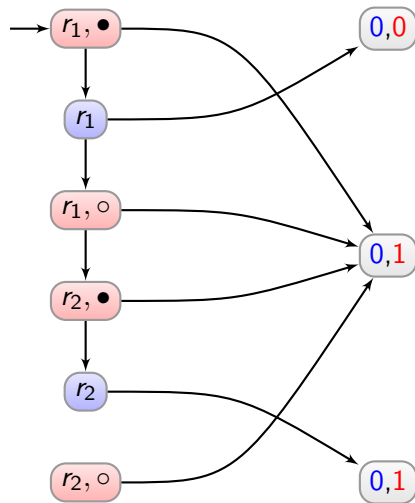 r₁, ●
0,0
r₁
r₁, ○
0,1
r₂, ●
r₂
r₂, ○
0,1